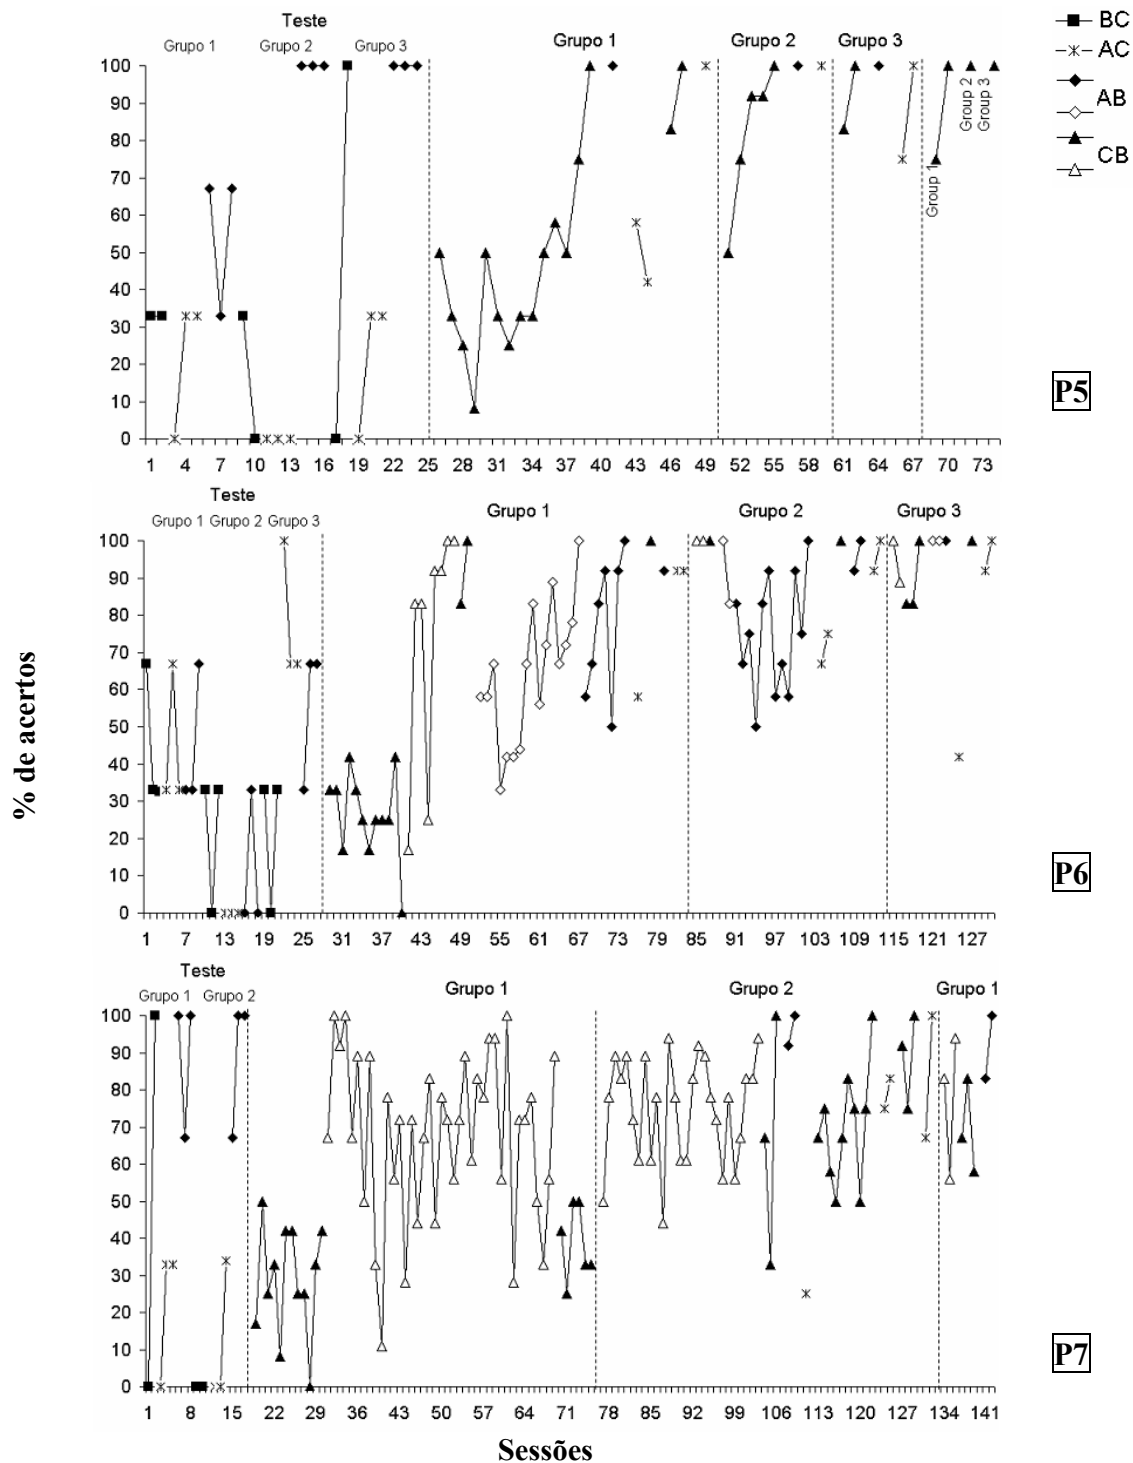 Teste
Grupo 1 Grupo 2 Grupo 3
Grupo 1 Grupo 2 Grupo 3
BC
AC
AB
CB
100
90
80
70
60
50
40
30
20
10
0
Group 1
Group 2
Group 3
1 4 7 10 13 16 19 22 25 28 31 34 37 40 43 46 49 52 55 58 61 64 67 70 73
P5
Teste
Grupo 1 Grupo 2 Grupo 3
Grupo 1 Grupo 2 Grupo 3
100
90
80
70
60
50
40
30
20
10
0
1 7 13 19 25 31 37 43 49 55 61 67 73 79 85 91 97 103 109 115 121 127
P6
% de acertos
Teste
Grupo 1 Grupo 2
Grupo 1 Grupo 2 Grupo 1
100
90
80
70
60
50
40
30
20
10
0
1 8 15 22 29 36 43 50 57 64 71 78 85 92 99 106 113 120 127 134 141
P7
Sessões